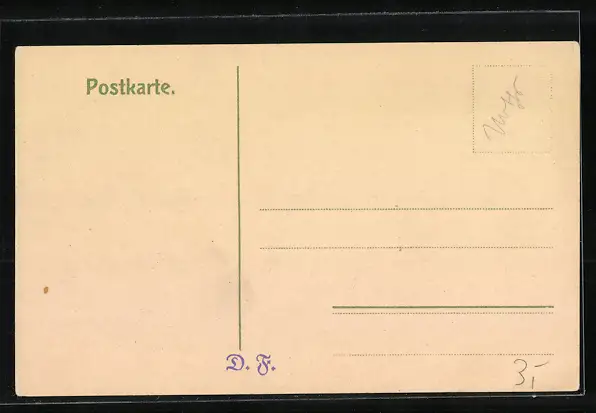 Postkarte.
D. F.
3,-